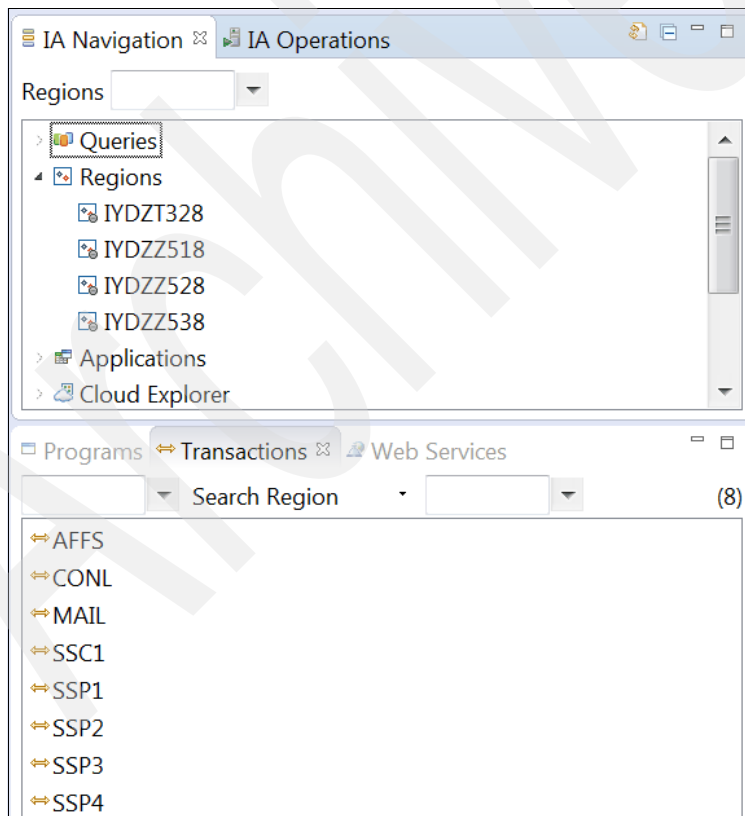 IA Navigation IA Operations
Regions
Queries
Regions
IYDZT328
IYDZZ518
IYDZZ528
IYDZZ538
Applications
Cloud Explorer
Programs Transactions Web Services
Search Region (8)
AFFS
CONL
MAIL
SSC1
SSP1
SSP2
SSP3
SSP4